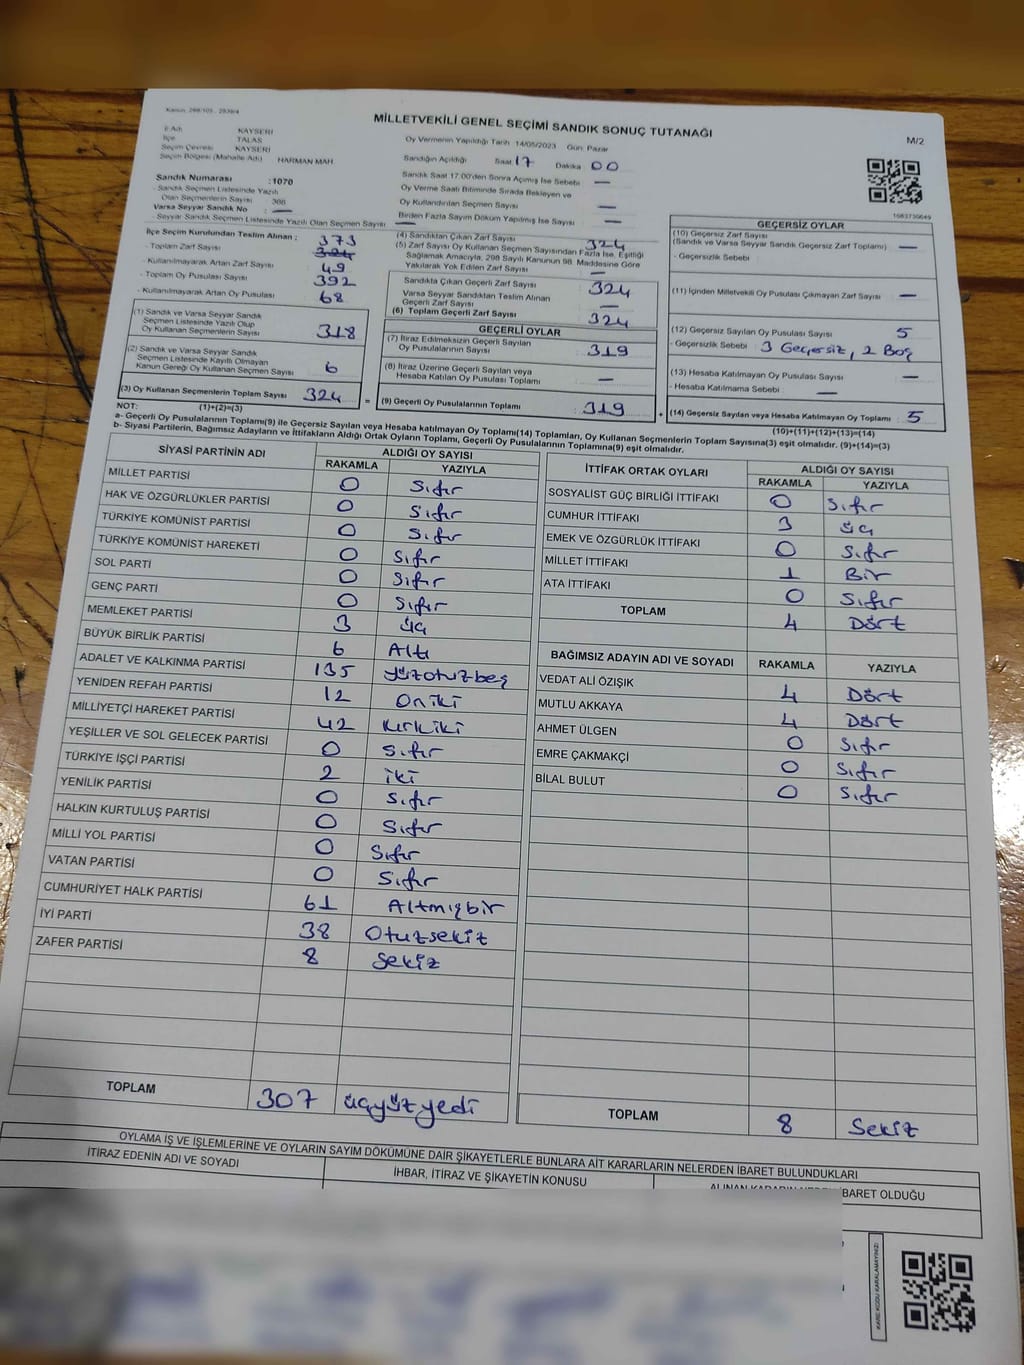 Kanun: 298/105 , 2839/4
MİLLETVEKİLİ GENEL SEÇİMİ SANDIK SONUÇ TUTANAĞI
M/2
İl Adı KAYSERİ
İlçe TALAS
Seçim Çevresi KAYSERİ
Seçim Bölgesi (Mahalle Adı) HARMAN MAH
Oy Vermenin Yapıldığı Tarih 14/05/2023 Gün: Pazar
Sandığın Açıldığı Saat 17 Dakika 00
Sandık Saat 17:00'den Sonra Açımış İse Sebebi —
Oy Verme Saati Bitiminde Sırada Bekleyen ve
Oy Kullandırılan Seçmen Sayısı —
Birden Fazla Sayım Döküm Yapılmış İse Sayısı —
Sandık Numarası :1070
- Sandık Seçmen Listesinde Yazılı
Olan Seçmenlerin Sayısı 366
Varsa Seyyar Sandık No : —
Seyyar Sandık Seçmen Listesinde Yazılı Olan Seçmen Sayısı —
İlçe Seçim Kurulundan Teslim Alınan : 373
- Toplam Zarf Sayısı 324
- Kullanılmayarak Artan Zarf Sayısı 49
- Toplam Oy Pusulası Sayısı 392
- Kullanılmayarak Artan Oy Pusulası 68
(1) Sandık ve Varsa Seyyar Sandık
Seçmen Listesinde Yazılı Olup
Oy Kullanan Seçmenlerin Sayısı 318
(2) Sandık ve Varsa Seyyar Sandık
Seçmen Listesinde Kayıtlı Olmayan
Kanun Gereği Oy Kullanan Seçmen Sayısı 6
(3) Oy Kullanan Seçmenlerin Toplam Sayısı 324 =
(1)+(2)=(3)
(4) Sandıktan Çıkan Zarf Sayısı 324
(5) Zarf Sayısı Oy Kullanan Seçmen Sayısından Fazla İse, Eşitliği
Sağlamak Amacıyla, 298 Sayılı Kanunun 98. Maddesine Göre
Yakılarak Yok Edilen Zarf Sayısı —
Sandıkta Çıkan Geçerli Zarf Sayısı 324
Varsa Seyyar Sandıktan Teslim Alınan
Geçerli Zarf Sayısı —
(6) Toplam Geçerli Zarf Sayısı 324
GEÇERLİ OYLAR
(7) İtiraz Edilmeksizin Geçerli Sayılan
Oy Pusulalarının Sayısı 319
(8) İtiraz Üzerine Geçerli Sayılan veya
Hesaba Katılan Oy Pusulası Toplamı —
(9) Geçerli Oy Pusulalarının Toplamı 319 +
GEÇERSİZ OYLAR
1683730649
(10) Geçersiz Zarf Sayısı
(Sandık ve Varsa Seyyar Sandık Geçersiz Zarf Toplamı) —
- Geçersizlik Sebebi
(11) İçinden Milletvekili Oy Pusulası Çıkmayan Zarf Sayısı —
(12) Geçersiz Sayılan Oy Pusulası Sayısı 5
- Geçersizlik Sebebi : 3 Geçersiz, 2 Boş
(13) Hesaba Katılmayan Oy Pusulası Sayısı —
- Hesaba Katılmama Sebebi —
(14) Geçersiz Sayılan veya Hesaba Katılmayan Oy Toplamı : 5
(10)+(11)+(12)+(13)=(14)
NOT:
a- Geçerli Oy Pusulalarının Toplamı(9) ile Geçersiz Sayılan veya Hesaba katılmayan Oy Toplamı(14) Toplamları, Oy Kullanan Seçmenlerin Toplam Sayısına(3) eşit olmalıdır. (9)+(14)=(3)
b- Siyasi Partilerin, Bağımsız Adayların ve İttifakların Aldığı Ortak Oyların Toplamı, Geçerli Oy Pusulalarının Toplamına(9) eşit olmalıdır.
SİYASİ PARTİNİN ADI ALDIĞI OY SAYISI
RAKAMLA YAZIYLA
MİLLET PARTİSİ 0 Sıfır
HAK VE ÖZGÜRLÜKLER PARTİSİ 0 Sıfır
TÜRKİYE KOMÜNİST PARTİSİ 0 Sıfır
TÜRKİYE KOMÜNİST HAREKETİ 0 Sıfır
SOL PARTİ 0 Sıfır
GENÇ PARTİ 0 Sıfır
MEMLEKET PARTİSİ 3 üç
BÜYÜK BİRLİK PARTİSİ 6 Altı
ADALET VE KALKINMA PARTİSİ 135 yüzotuzbeş
YENİDEN REFAH PARTİSİ 12 Oniki
MİLLİYETÇİ HAREKET PARTİSİ 42 kırkiki
YEŞİLLER VE SOL GELECEK PARTİSİ 0 Sıfır
TÜRKİYE İŞÇİ PARTİSİ 2 iki
YENİLİK PARTİSİ 0 Sıfır
HALKIN KURTULUŞ PARTİSİ 0 Sıfır
MİLLİ YOL PARTİSİ 0 Sıfır
VATAN PARTİSİ 0 Sıfır
CUMHURİYET HALK PARTİSİ 61 Altmışbir
İYİ PARTİ 38 Otuzsekiz
ZAFER PARTİSİ 8 Sekiz
TOPLAM 307 üçyüzyedi
İTTİFAK ORTAK OYLARI ALDIĞI OY SAYISI
RAKAMLA YAZIYLA
SOSYALİST GÜÇ BİRLİĞİ İTTİFAKI 0 Sıfır
CUMHUR İTTİFAKI 3 üç
EMEK VE ÖZGÜRLÜK İTTİFAKI 0 Sıfır
MİLLET İTTİFAKI 1 Bir
ATA İTTİFAKI 0 Sıfır
TOPLAM 4 Dört
BAĞIMSIZ ADAYIN ADI VE SOYADI RAKAMLA YAZIYLA
VEDAT ALİ ÖZIŞIK 4 Dört
MUTLU AKKAYA 4 Dört
AHMET ÜLGEN 0 Sıfır
EMRE ÇAKMAKÇİ 0 Sıfır
BİLAL BULUT 0 Sıfır
TOPLAM 8 Sekiz
OYLAMA İŞ VE İŞLEMLERİNE VE OYLARIN SAYIM DÖKÜMÜNE DAİR ŞİKAYETLERLE BUNLARA AİT KARARLARIN NELERDEN İBARET BULUNDUKLARI
İTİRAZ EDENİN ADI VE SOYADI İHBAR, İTİRAZ VE ŞİKAYETİN KONUSU ALINAN KARARIN NEDEN İBARET OLDUĞU
KARE KODU KARALAMAYINIZ!